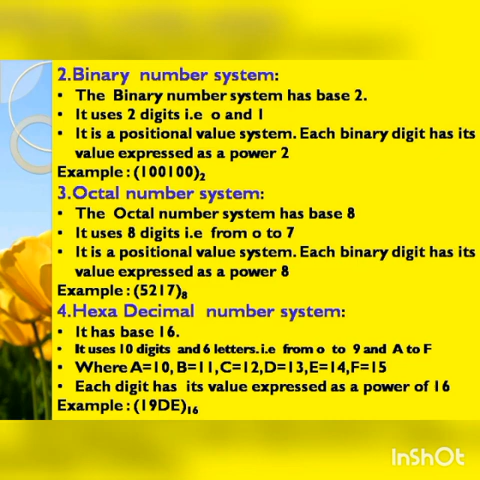 2.Binary number system:
• The Binary number system has base 2.
• It uses 2 digits i.e o and 1
• It is a positional value system. Each binary digit has its
value expressed as a power 2
Example : (100100)₂
3.Octal number system:
• The Octal number system has base 8
• It uses 8 digits i.e from o to 7
• It is a positional value system. Each binary digit has its
value expressed as a power 8
Example : (5217)₈
4.Hexa Decimal number system:
• It has base 16.
• It uses 10 digits and 6 letters. i.e from o to 9 and A to F
• Where A=10, B=11, C=12, D=13, E=14, F=15
• Each digit has its value expressed as a power of 16
Example : (19DE)₁₆
InShOt